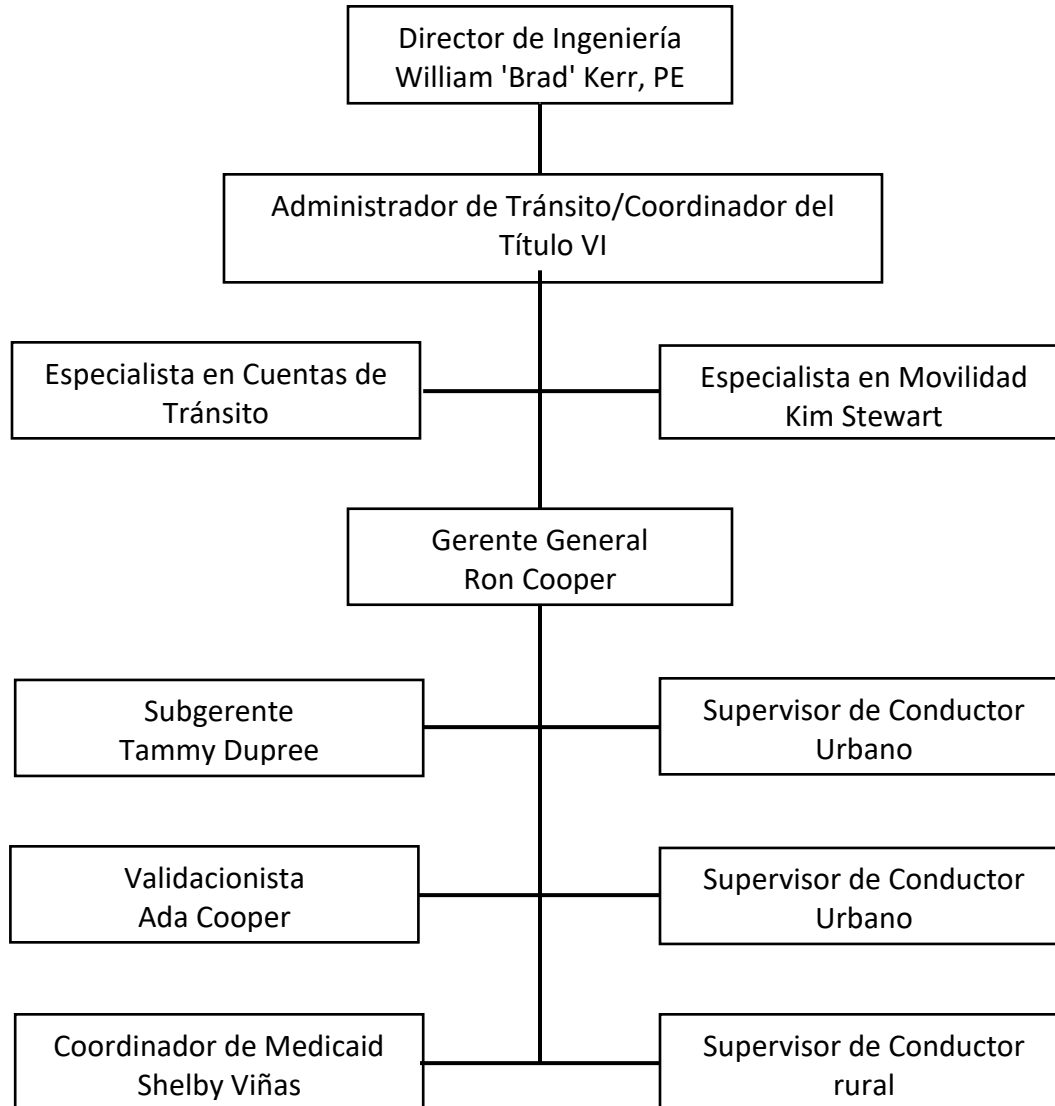 Director de Ingeniería
William 'Brad' Kerr, PE
Administrador de Tránsito/Coordinador del
Título VI
Especialista en Cuentas de
Tránsito
Especialista en Movilidad
Kim Stewart
Gerente General
Ron Cooper
Subgerente
Tammy Dupree
Supervisor de Conductor
Urbano
Validacionista
Ada Cooper
Supervisor de Conductor
Urbano
Coordinador de Medicaid
Shelby Viñas
Supervisor de Conductor
rural